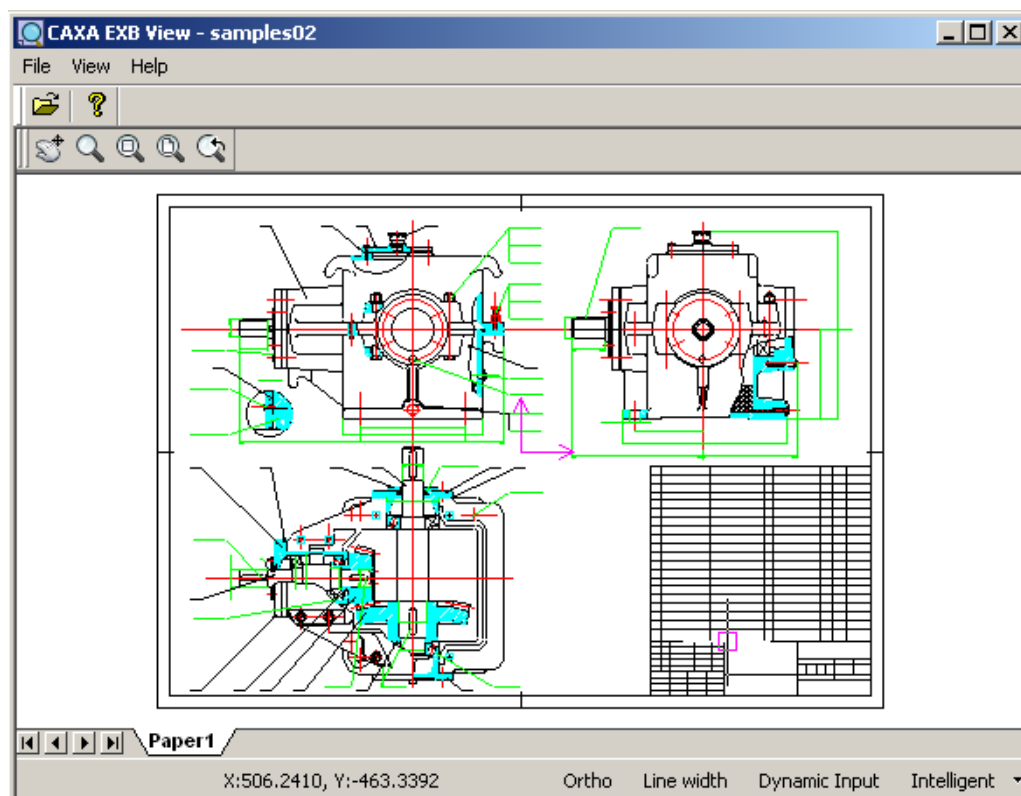 CAXA EXB View - samples02
File View Help
Paper1
X:506.2410, Y:-463.3392 Ortho Line width Dynamic Input Intelligent